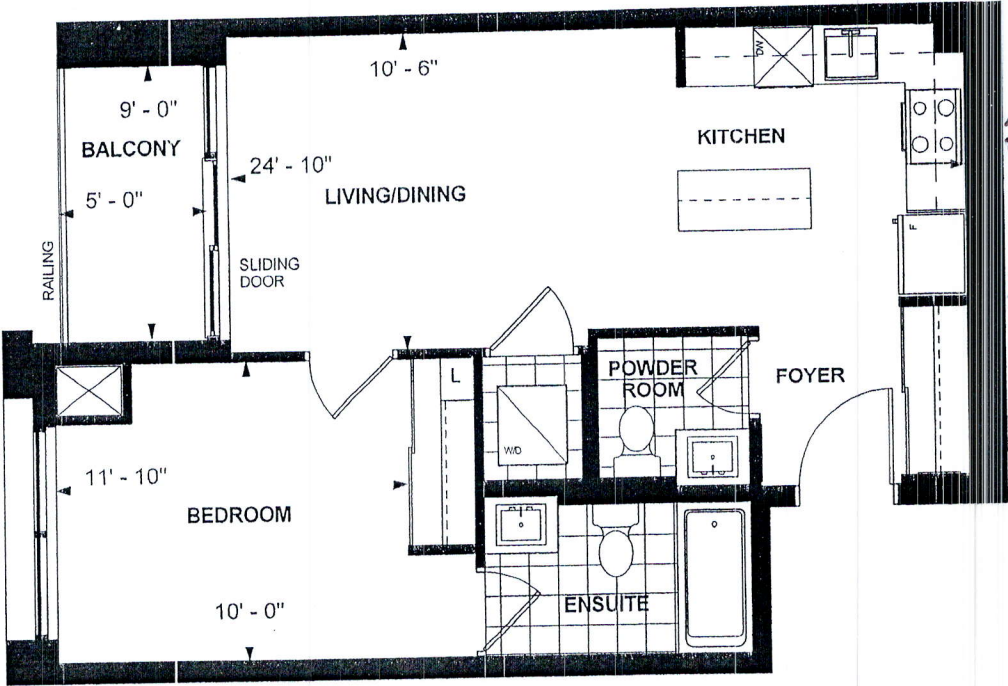 DW
10' - 6"
9' - 0"
BALCONY
KITCHEN
24' - 10"
LIVING/DINING
5' - 0"
F
RAILING
SLIDING
DOOR
POWDER
ROOM
L
FOYER
W/D
11' - 10"
BEDROOM
10' - 0"
ENSUITE